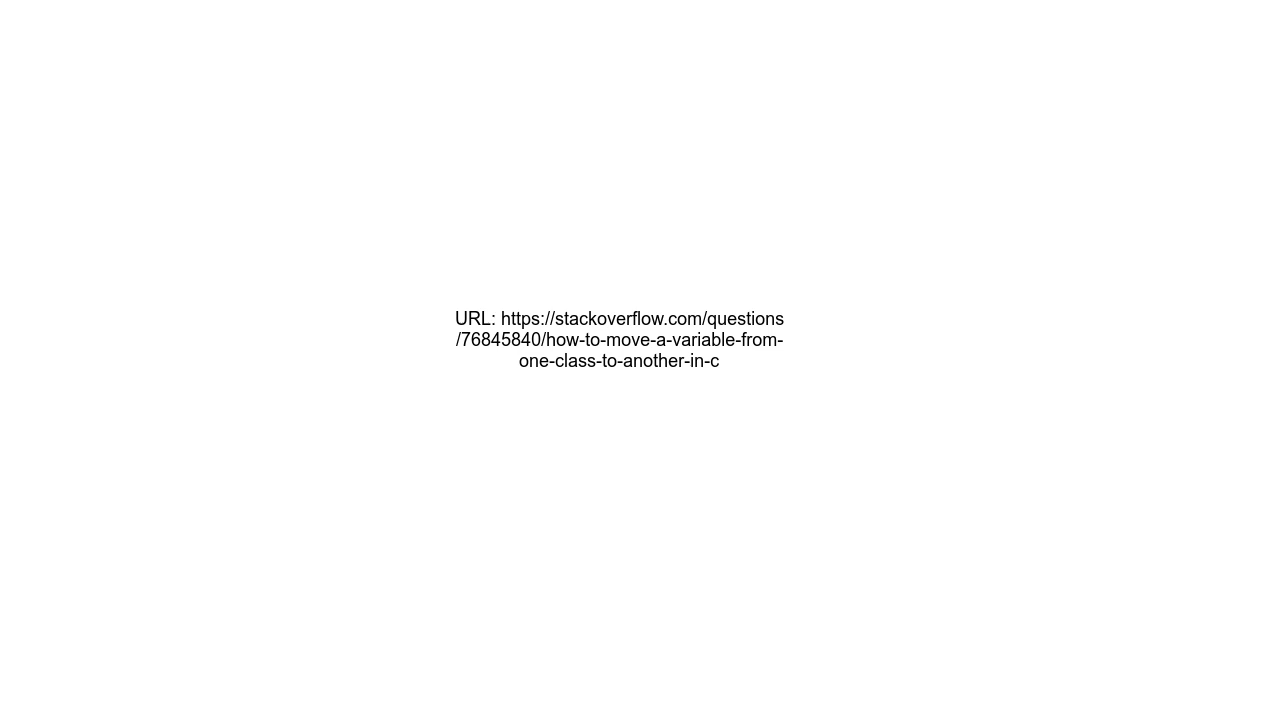 URL: https://stackoverflow.com/questions
/76845840/how-to-move-a-variable-from-
one-class-to-another-in-c